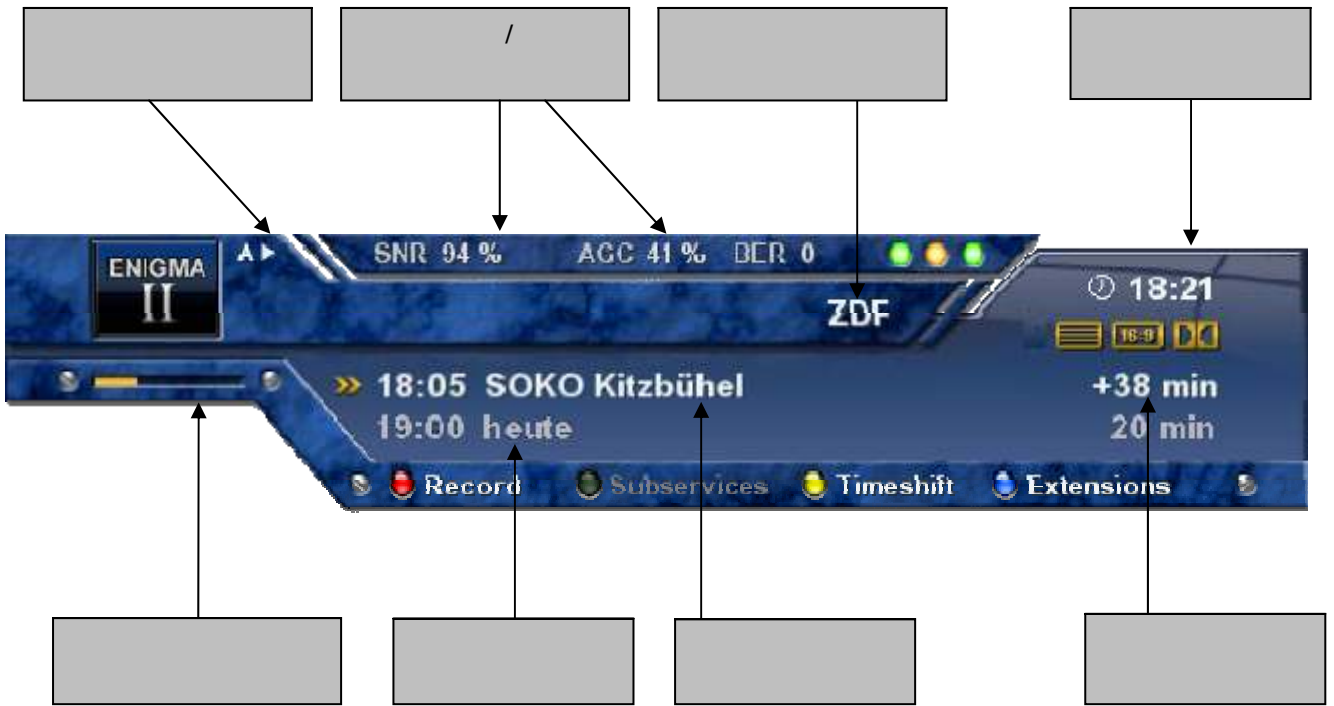 /
A
SNR 94 % AGC 41 % BER 0
ENIGMA
II
ZDF
18:21
16:9
18:05 SOKO Kitzbühel +38 min
19:00 heute 20 min
Record Subservices Timeshift Extensions